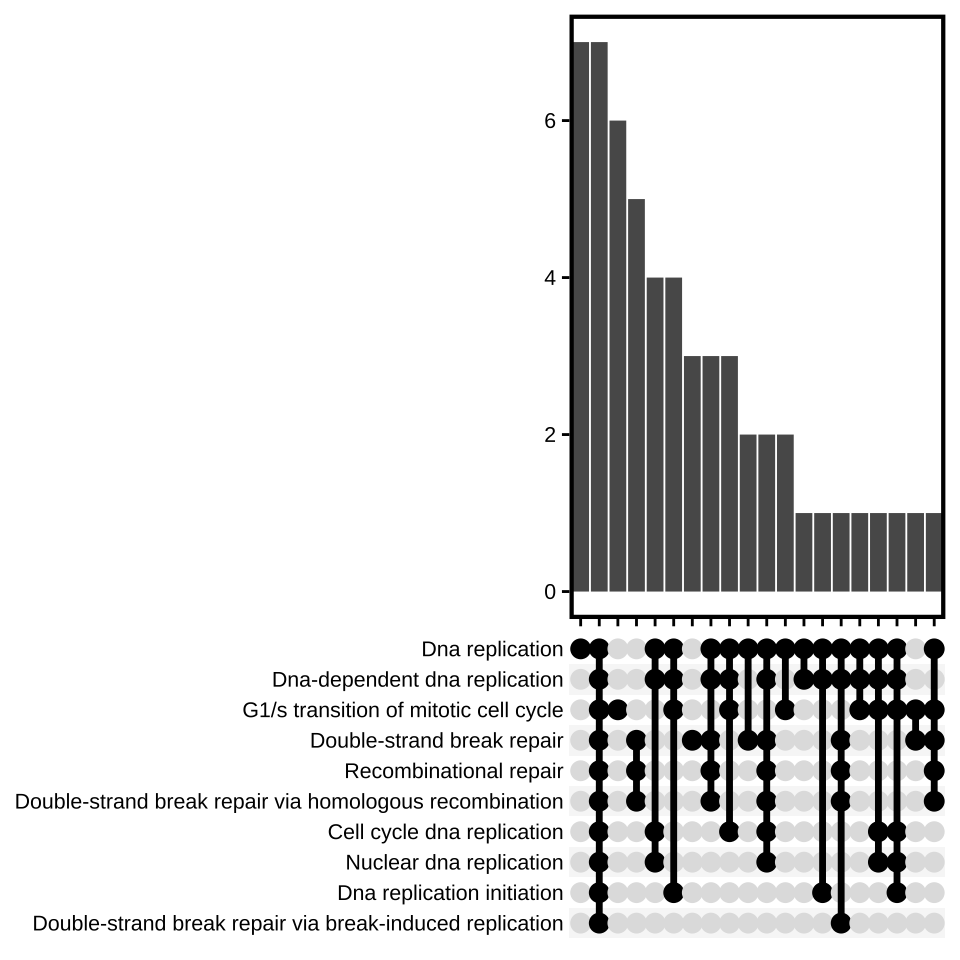 6
4
2
0
Dna replication
Dna-dependent dna replication
G1/s transition of mitotic cell cycle
Double-strand break repair
Recombinational repair
Double-strand break repair via homologous recombination
Cell cycle dna replication
Nuclear dna replication
Dna replication initiation
Double-strand break repair via break-induced replication